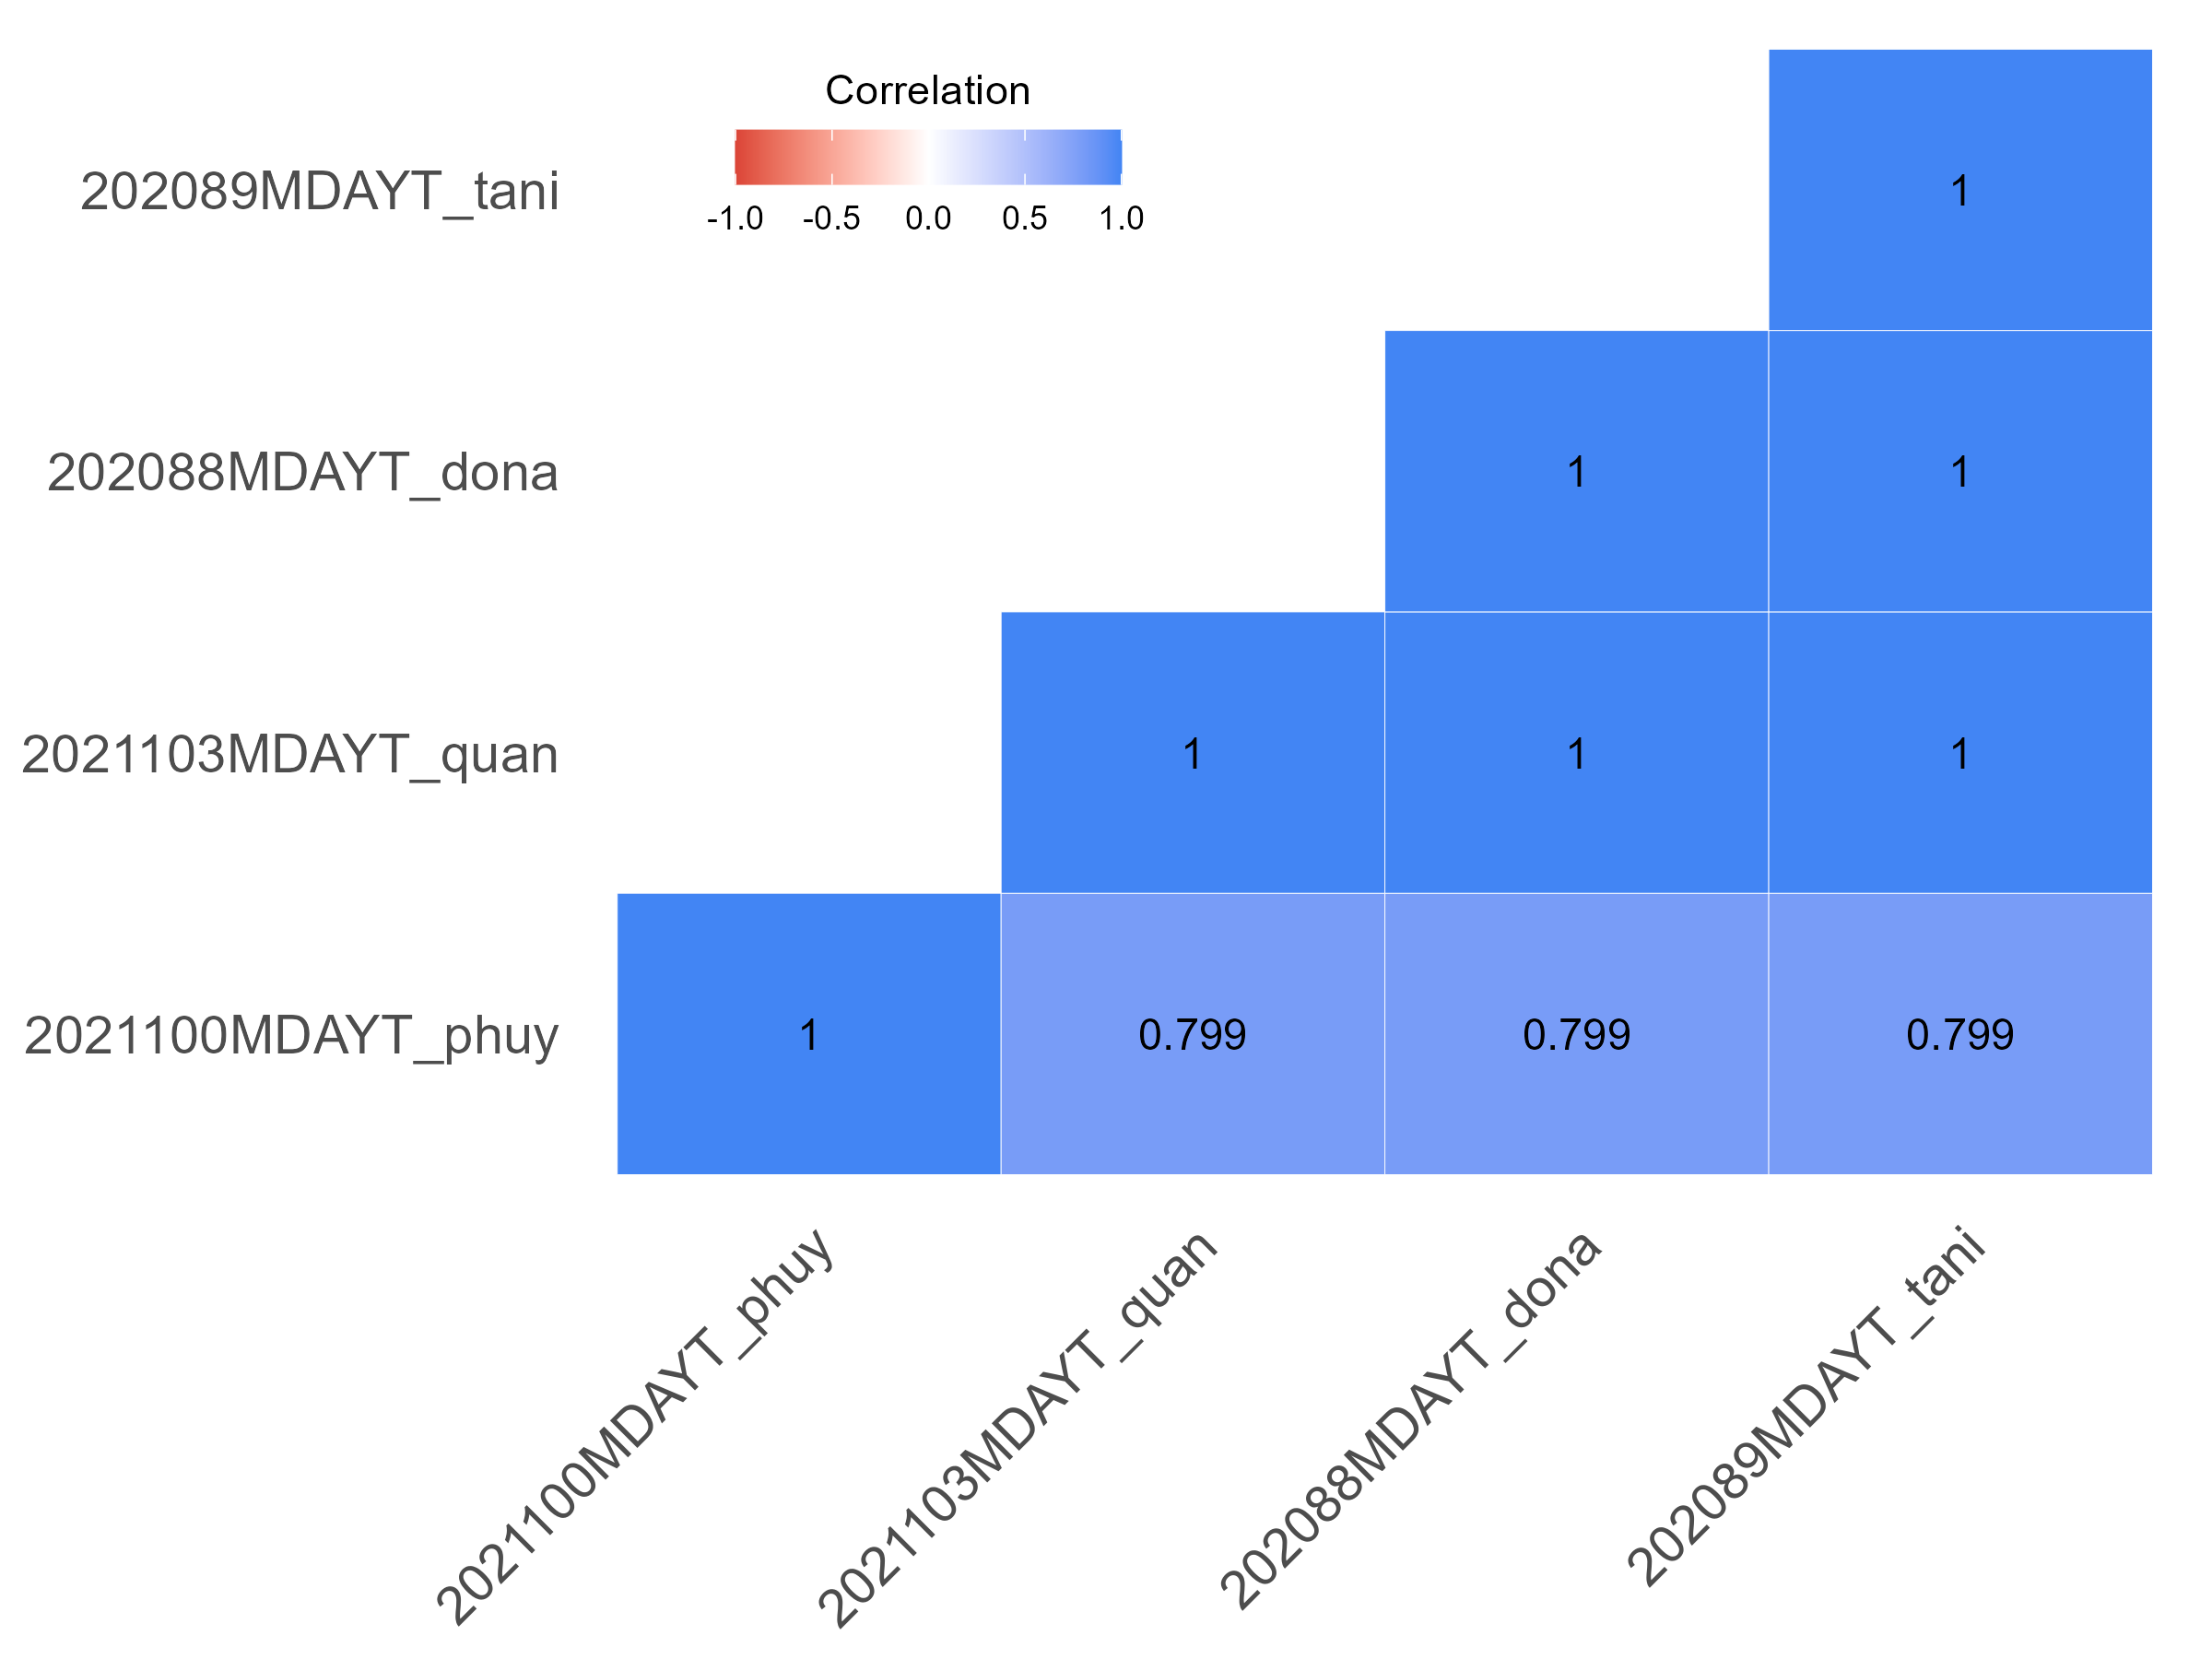 Correlation
-1.0 -0.5 0.0 0.5 1.0
202089MDAYT_tani 1
202088MDAYT_dona 1 1
2021103MDAYT_quan 1 1 1
2021100MDAYT_phuy 1 0.799 0.799 0.799
2021100MDAYT_phuy
2021103MDAYT_quan
202088MDAYT_dona
202089MDAYT_tani